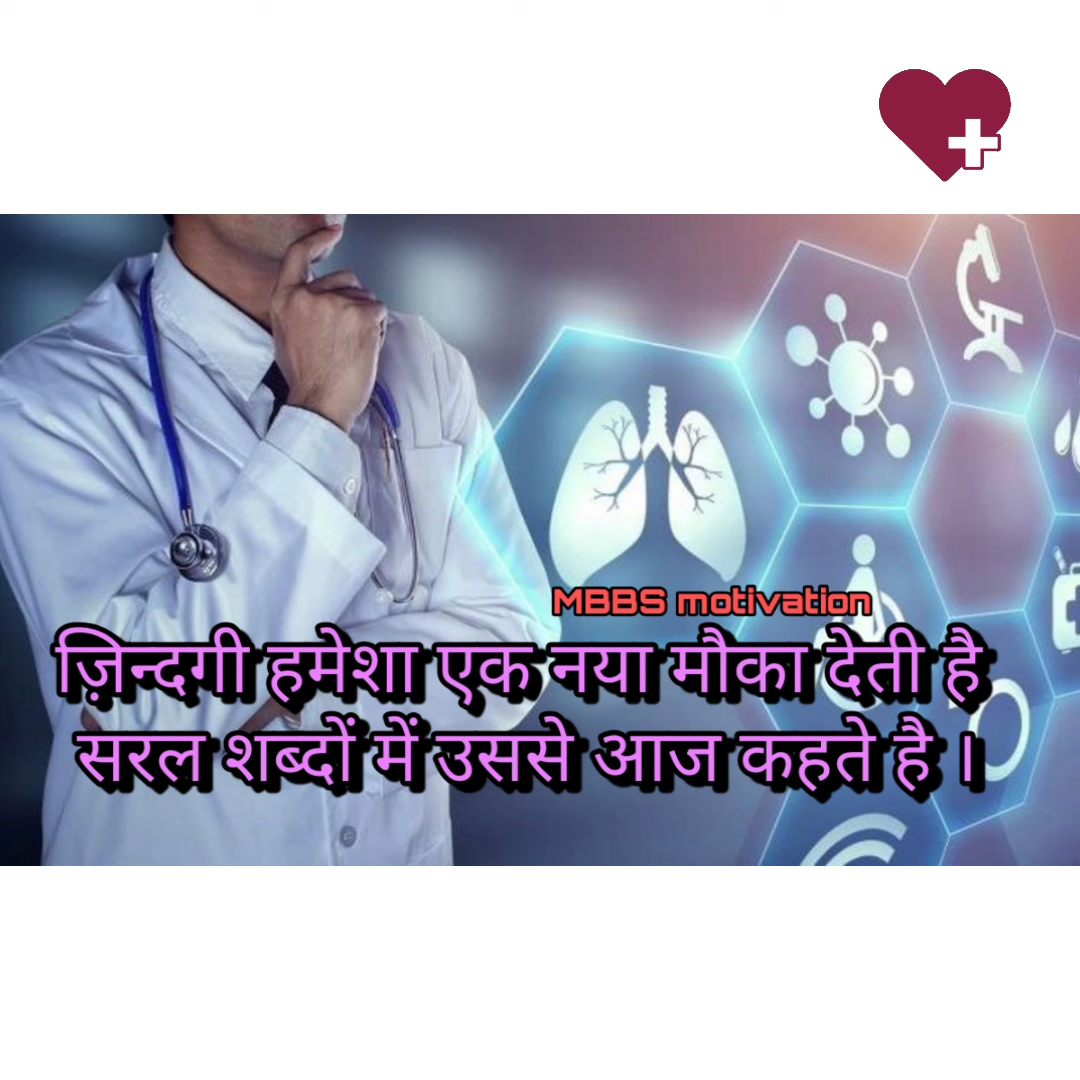 MBBS motivation
ज़िन्दगी हमेशा एक नया मौका देती है
सरल शब्दों में उससे आज कहते है ।